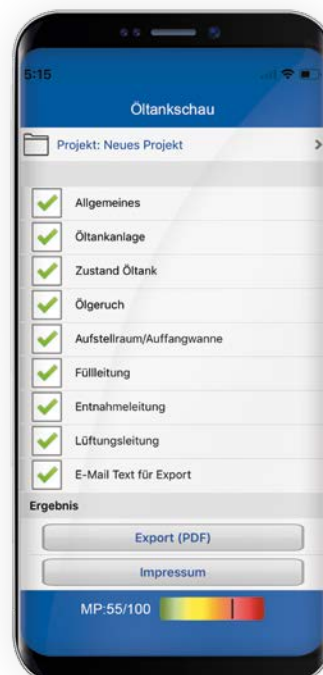 5:15
Öltankschau
Projekt: Neues Projekt
Allgemeines
Öltankanlage
Zustand Öltank
Ölgeruch
Aufstellraum/Auffangwanne
Füllleitung
Entnahmeleitung
Lüftungsleitung
E-Mail Text für Export
Ergebnis
Export (PDF)
Impressum
MP:55/100